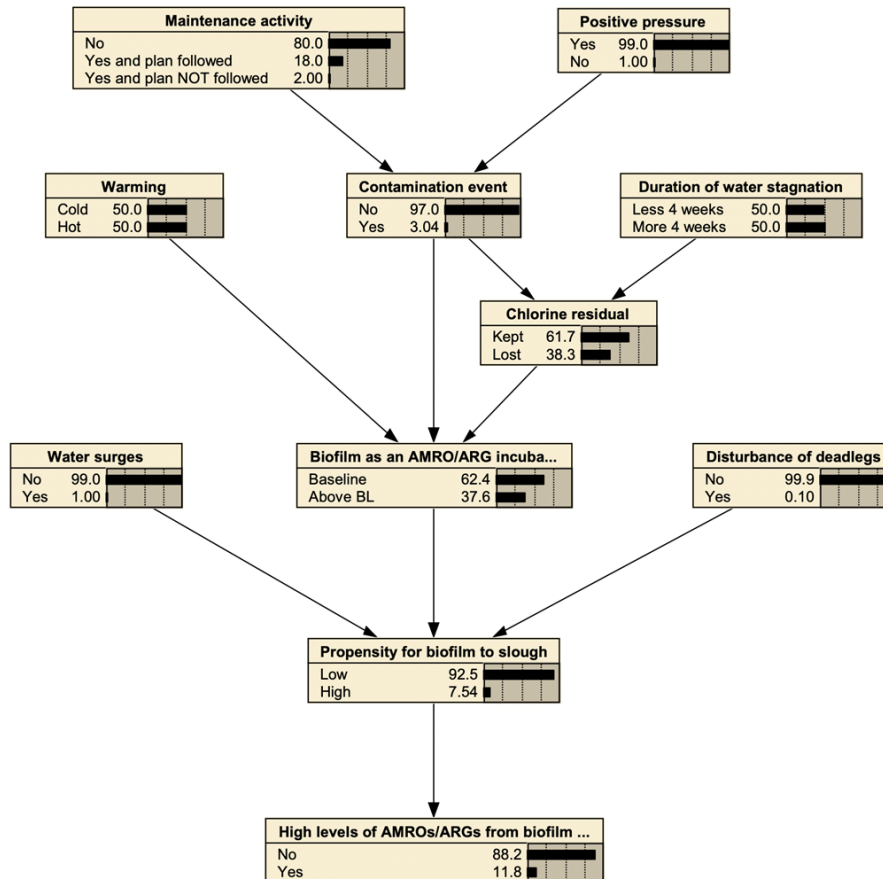 Maintenance activity
No 80.0
Yes and plan followed 18.0
Yes and plan NOT followed 2.00
Positive pressure
Yes 99.0
No 1.00
Warming
Cold 50.0
Hot 50.0
Contamination event
No 97.0
Yes 3.04
Duration of water stagnation
Less 4 weeks 50.0
More 4 weeks 50.0
Chlorine residual
Kept 61.7
Lost 38.3
Water surges
No 99.0
Yes 1.00
Biofilm as an AMRO/ARG incuba...
Baseline 62.4
Above BL 37.6
Disturbance of deadlegs
No 99.9
Yes 0.10
Propensity for biofilm to slough
Low 92.5
High 7.54
High levels of AMROs/ARGs from biofilm ...
No 88.2
Yes 11.8